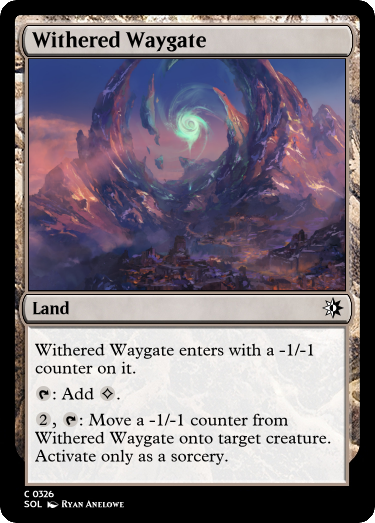 Withered Waygate
Land
Withered Waygate enters with a -1/-1
counter on it.
: Add .
2, : Move a -1/-1 counter from
Withered Waygate onto target creature.
Activate only as a sorcery.
C 0326
SOL Ryan Anelowe